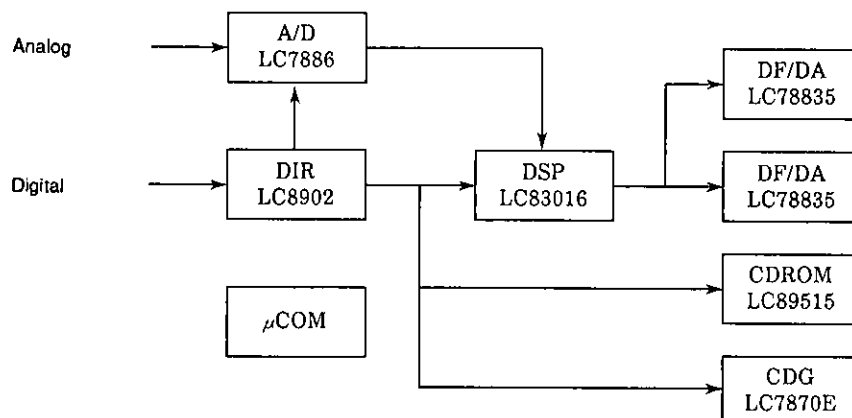 Analog
A/D
LC7886
DF/DA
LC78835
Digital
DIR
LC8902
DSP
LC83016
DF/DA
LC78835
μCOM
CDROM
LC89515
CDG
LC7870E